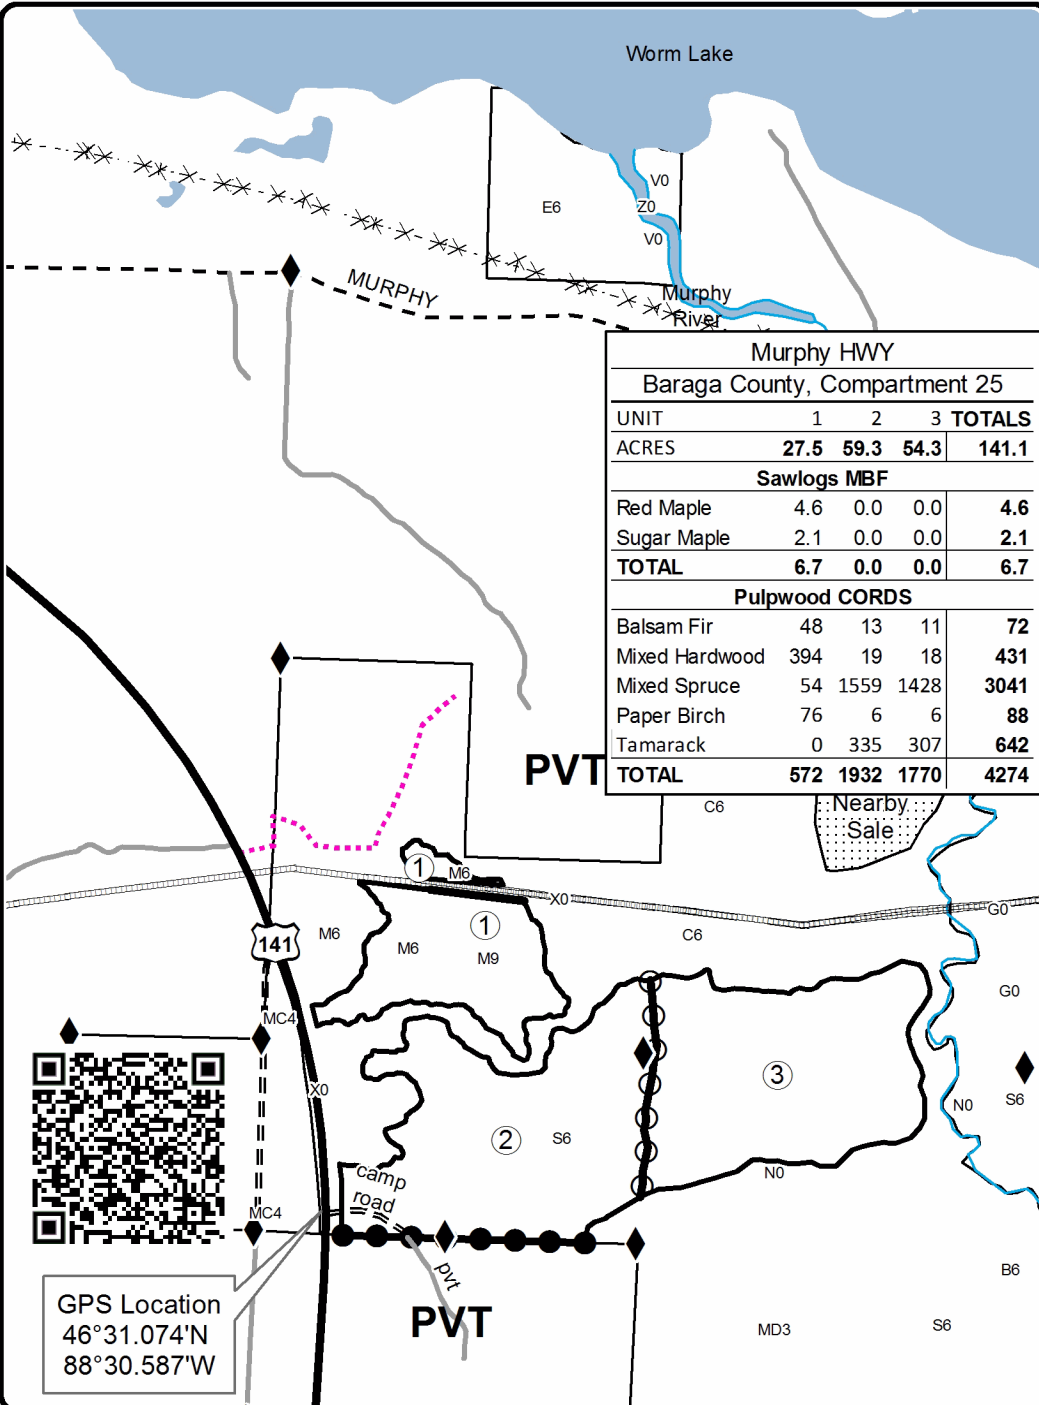 Worm Lake
V0
E6
Z0
V0
MURPHY
Murphy
River
Murphy HWY
Baraga County, Compartment 25
UNIT 1 2 3 TOTALS
ACRES 27.5 59.3 54.3 141.1
Sawlogs MBF
Red Maple 4.6 0.0 0.0 4.6
Sugar Maple 2.1 0.0 0.0 2.1
TOTAL 6.7 0.0 0.0 6.7
Pulpwood CORDS
Balsam Fir 48 13 11 72
Mixed Hardwood 394 19 18 431
Mixed Spruce 54 1559 1428 3041
Paper Birch 76 6 6 88
Tamarack 0 335 307 642
TOTAL 572 1932 1770 4274
PVT
C6
Nearby
Sale
1
M6
X0
G0
1
141
M6
M6
M9
C6
G0
MC4
3
X0
S6
N0
2
S6
camp
road
N0
MC4
pvt
B6
GPS Location
46°31.074'N
88°30.587'W
PVT
MD3
S6